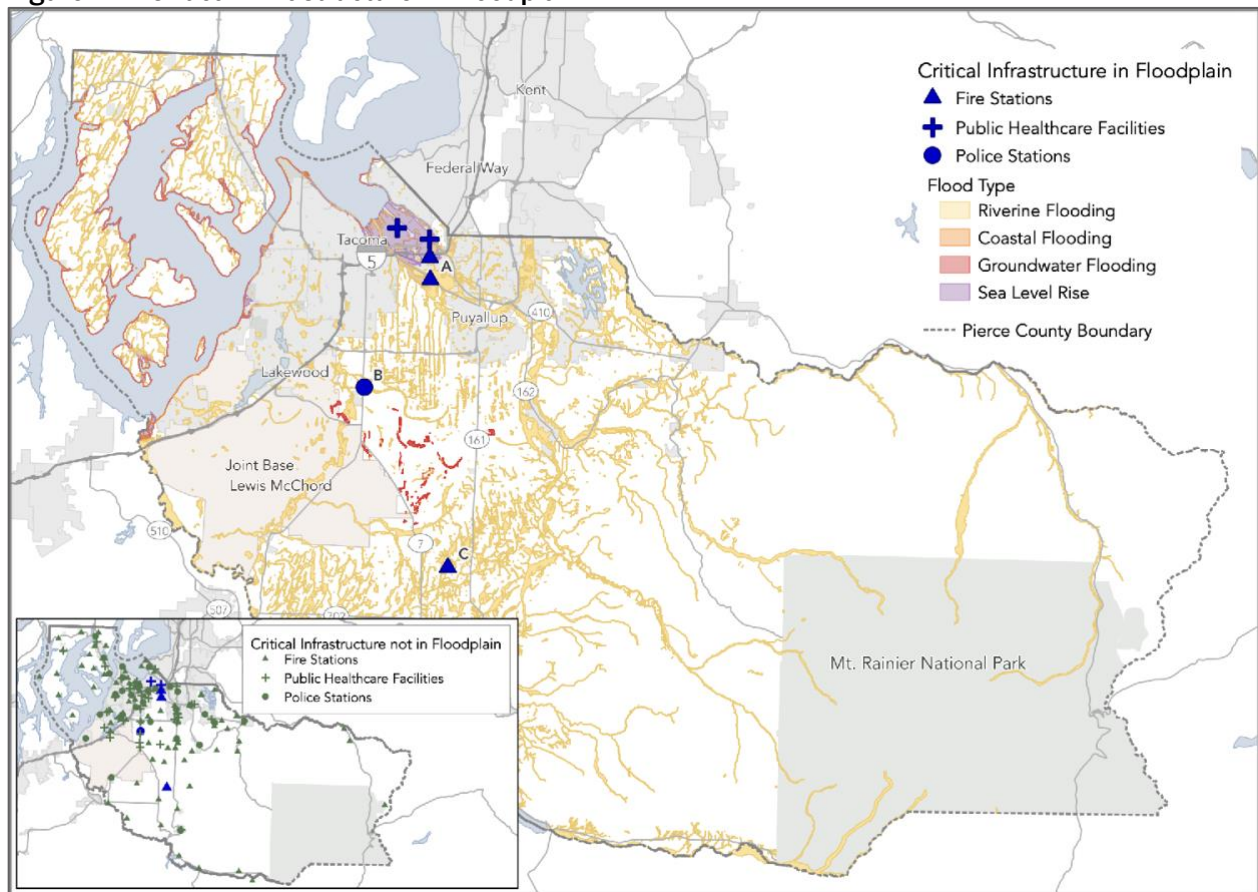 Kent
Federal Way
Tacoma
5
A
Puyallup
410
Lakewood
B
162
161
Joint Base
Lewis McChord
510
7
C
507
Mt. Rainier National Park
Critical Infrastructure in Floodplain
Fire Stations
Public Healthcare Facilities
Police Stations
Flood Type
Riverine Flooding
Coastal Flooding
Groundwater Flooding
Sea Level Rise
Pierce County Boundary
Critical Infrastructure not in Floodplain
Fire Stations
Public Healthcare Facilities
Police Stations